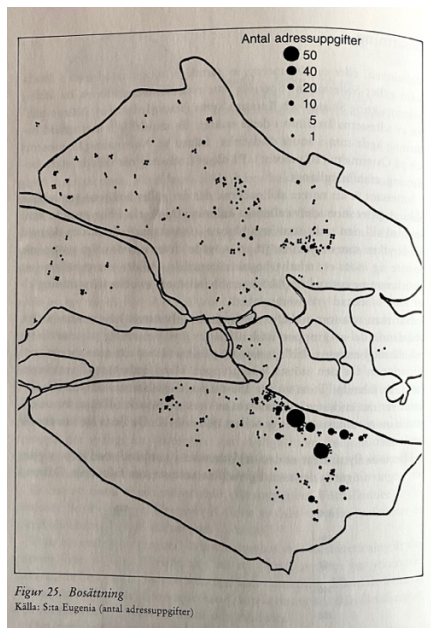 Antal adressuppgifter
50
40
20
10
5
1
Figur 25. Bosättning
Källa: S:ta Eugenia (antal adressuppgifter)